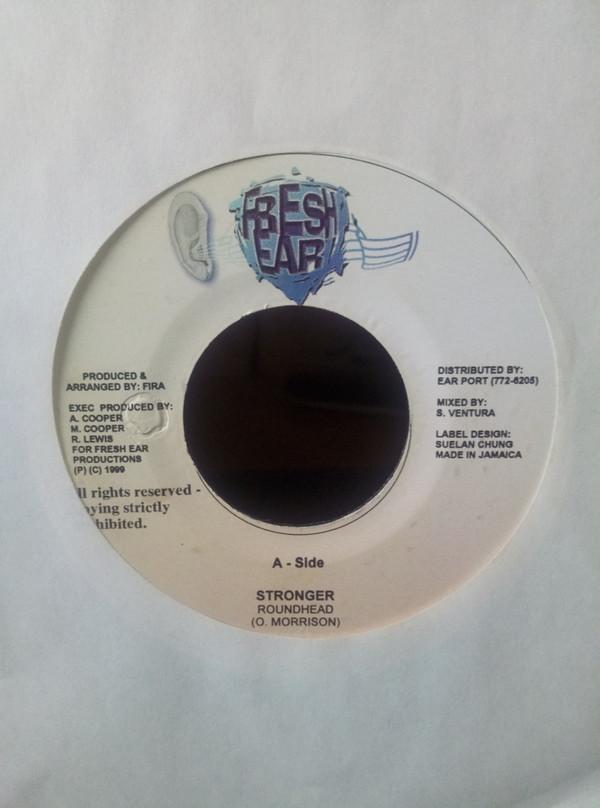 FRESH
EAR
PRODUCED &
ARRANGED BY: FIRA
EXEC PRODUCED BY:
A. COOPER
M. COOPER
R. LEWIS
FOR FRESH EAR
PRODUCTIONS
(P) (C) 1999
ll rights reserved -
ying strictly
hibited.
DISTRIBUTED BY:
EAR PORT (772-6205)
MIXED BY:
S. VENTURA
LABEL DESIGN:
SUELAN CHUNG
MADE IN JAMAICA
A - Side
STRONGER
ROUNDHEAD
(O. MORRISON)